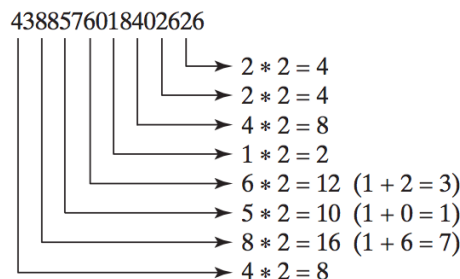 4388576018402626
2 * 2 = 4
2 * 2 = 4
4 * 2 = 8
1 * 2 = 2
6 * 2 = 12 (1 + 2 = 3)
5 * 2 = 10 (1 + 0 = 1)
8 * 2 = 16 (1 + 6 = 7)
4 * 2 = 8